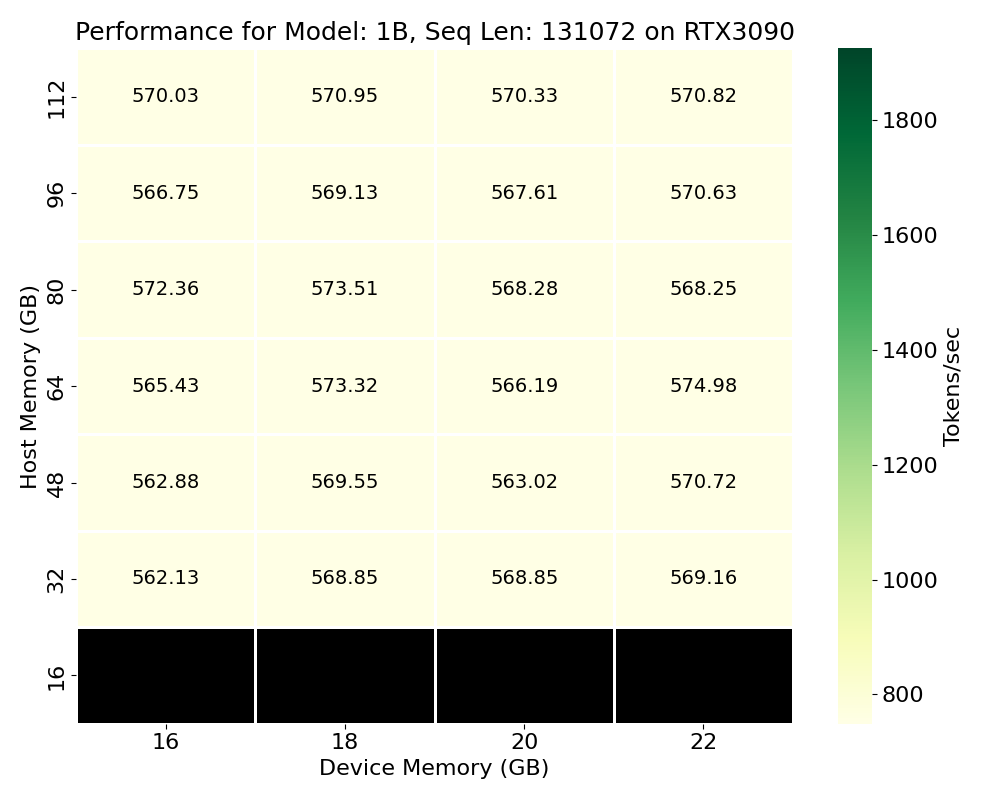 Performance for Model: 1B, Seq Len: 131072 on RTX3090
112 570.03 570.95 570.33 570.82
96 566.75 569.13 567.61 570.63
80 572.36 573.51 568.28 568.25
64 565.43 573.32 566.19 574.98
48 562.88 569.55 563.02 570.72
32 562.13 568.85 568.85 569.16
16
Host Memory (GB)
16 18 20 22
Device Memory (GB)
1800
1600
1400
1200
1000
800
Tokens/sec